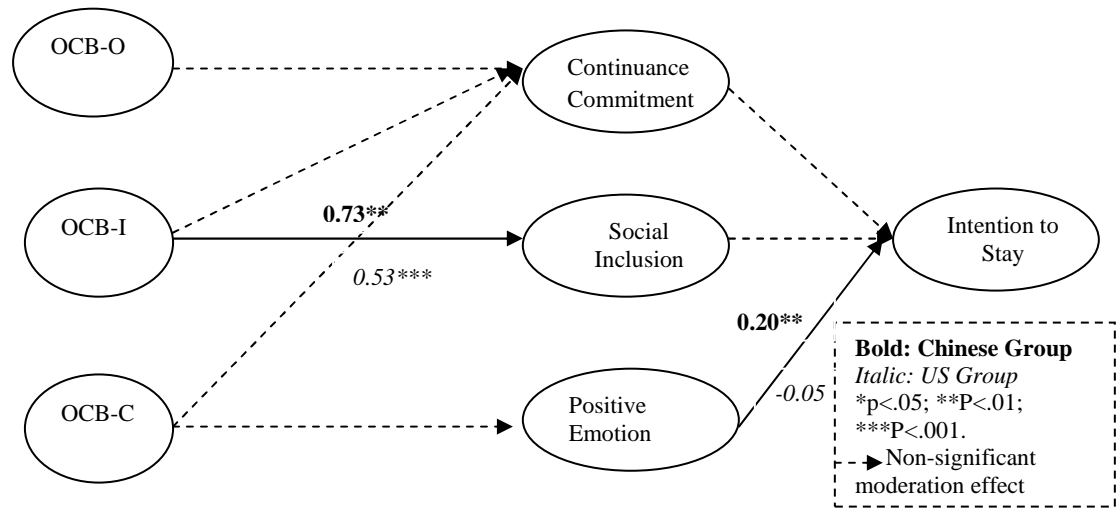 OCB-O
Continuance
Commitment
OCB-I
0.73**
0.53***
Social
Inclusion
Intention to
Stay
0.20**
-0.05
OCB-C
Positive
Emotion
Bold: Chinese Group
Italic: US Group
*p<.05; **P<.01;
***P<.001.
Non-significant
moderation effect